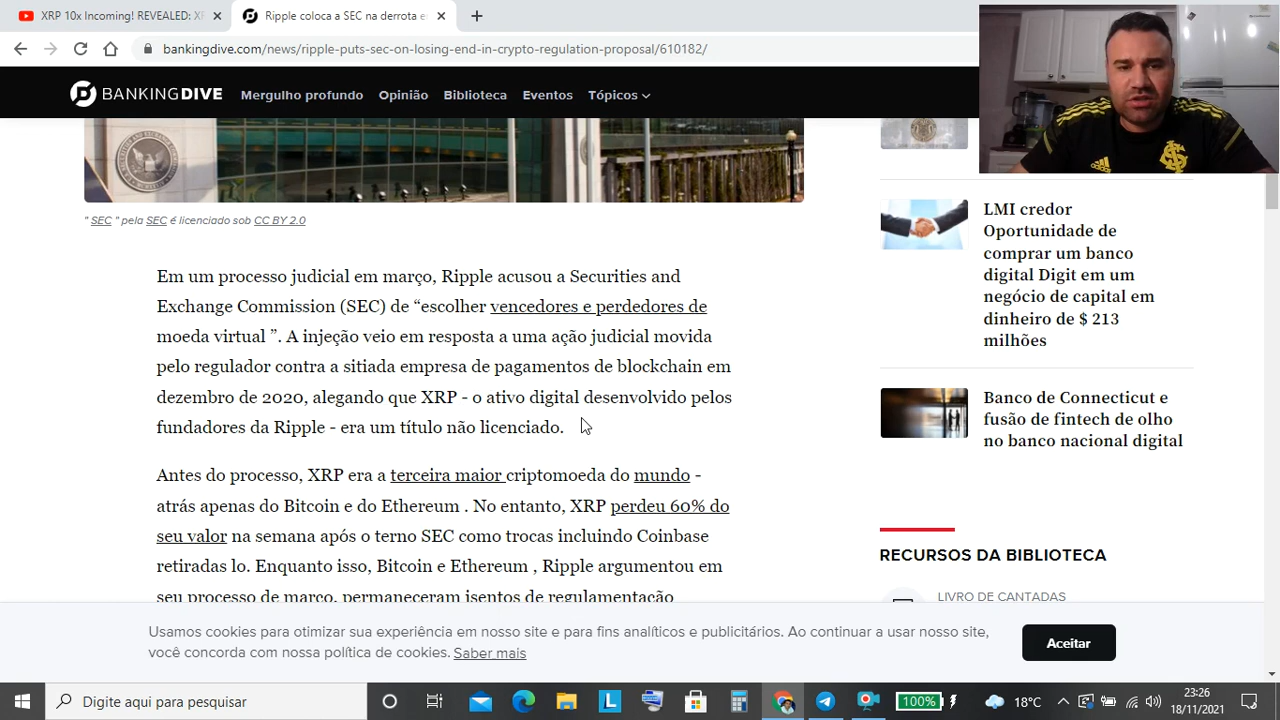 XRP 10x Incoming! REVEALED: XR
Ripple coloca a SEC na derrota e
bankingdive.com/news/ripple-puts-sec-on-losing-end-in-crypto-regulation-proposal/610182/
BANKINGDIVE
Mergulho profundo
Opinião
Biblioteca
Eventos
Tópicos
" SEC " pela SEC é licenciado sob CC BY 2.0
Em um processo judicial em março, Ripple acusou a Securities and
Exchange Commission (SEC) de “escolher vencedores e perdedores de
moeda virtual ”. A injeção veio em resposta a uma ação judicial movida
pelo regulador contra a sitiada empresa de pagamentos de blockchain em
dezembro de 2020, alegando que XRP - o ativo digital desenvolvido pelos
fundadores da Ripple - era um título não licenciado.
Antes do processo, XRP era a terceira maior criptomoeda do mundo -
atrás apenas do Bitcoin e do Ethereum . No entanto, XRP perdeu 60% do
seu valor na semana após o terno SEC como trocas incluindo Coinbase
retiradas lo. Enquanto isso, Bitcoin e Ethereum , Ripple argumentou em
seu processo de março, permaneceram isentos de regulamentação
LMI credor
Oportunidade de
comprar um banco
digital Digit em um
negócio de capital em
dinheiro de $ 213
milhões
Banco de Connecticut e
fusão de fintech de olho
no banco nacional digital
RECURSOS DA BIBLIOTECA
LIVRO DE CANTADAS
Usamos cookies para otimizar sua experiência em nosso site e para fins analíticos e publicitários. Ao continuar a usar nosso site,
você concorda com nossa política de cookies. Saber mais
Aceitar
Digite aqui para pesquisar
100%
18°C
23:26
18/11/2021